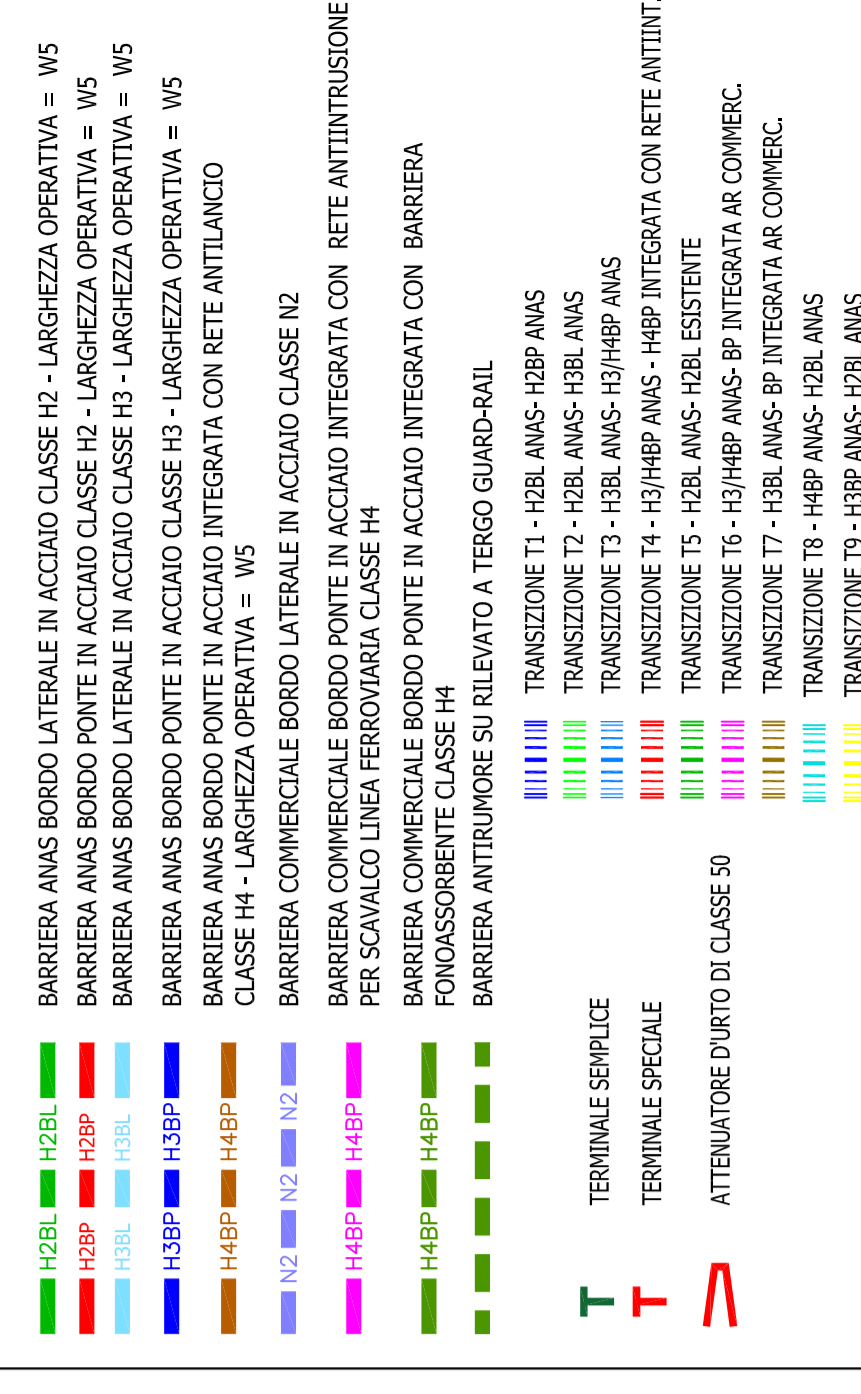 H2BL H2BL BARRIERA ANAS BORDO LATERALE IN ACCIAIO CLASSE H2 - LARGHEZZA OPERATIVA = W5
H2BP H2BP BARRIERA ANAS BORDO PONTE IN ACCIAIO CLASSE H2 - LARGHEZZA OPERATIVA = W5
H3BL H3BL BARRIERA ANAS BORDO LATERALE IN ACCIAIO CLASSE H3 - LARGHEZZA OPERATIVA = W5
H3BP H3BP BARRIERA ANAS BORDO PONTE IN ACCIAIO CLASSE H3 - LARGHEZZA OPERATIVA = W5
H4BP H4BP BARRIERA ANAS BORDO PONTE IN ACCIAIO INTEGRATA CON RETE ANTILANCIO
CLASSE H4 - LARGHEZZA OPERATIVA = W5
N2 N2 N2 BARRIERA COMMERCIALE BORDO LATERALE IN ACCIAIO CLASSE N2
H4BP H4BP BARRIERA COMMERCIALE BORDO PONTE IN ACCIAIO INTEGRATA CON RETE ANTIINTRUSIONE
PER SCAVALCO LINEA FERROVIARIA CLASSE H4
H4BP H4BP BARRIERA COMMERCIALE BORDO PONTE IN ACCIAIO INTEGRATA CON BARRIERA
FONOASSORBENTE CLASSE H4
BARRIERA ANTIRUMORE SU RILEVATO A TERGO GUARD-RAIL
TERMINALE SEMPLICE
TERMINALE SPECIALE
ATTENUATORE D'URTO DI CLASSE 50
TRANSIZIONE T1 - H2BL ANAS- H2BP ANAS
TRANSIZIONE T2 - H2BL ANAS- H3BL ANAS
TRANSIZIONE T3 - H3BL ANAS- H3/H4BP ANAS
TRANSIZIONE T4 - H3/H4BP ANAS - H4BP INTEGRATA CON RETE ANTIINT.
TRANSIZIONE T5 - H2BL ANAS- H2BL ESISTENTE
TRANSIZIONE T6 - H3/H4BP ANAS- BP INTEGRATA AR COMMERC.
TRANSIZIONE T7 - H3BL ANAS- BP INTEGRATA AR COMMERC.
TRANSIZIONE T8 - H4BP ANAS- H2BL ANAS
TRANSIZIONE T9 - H3BP ANAS- H2BL ANAS